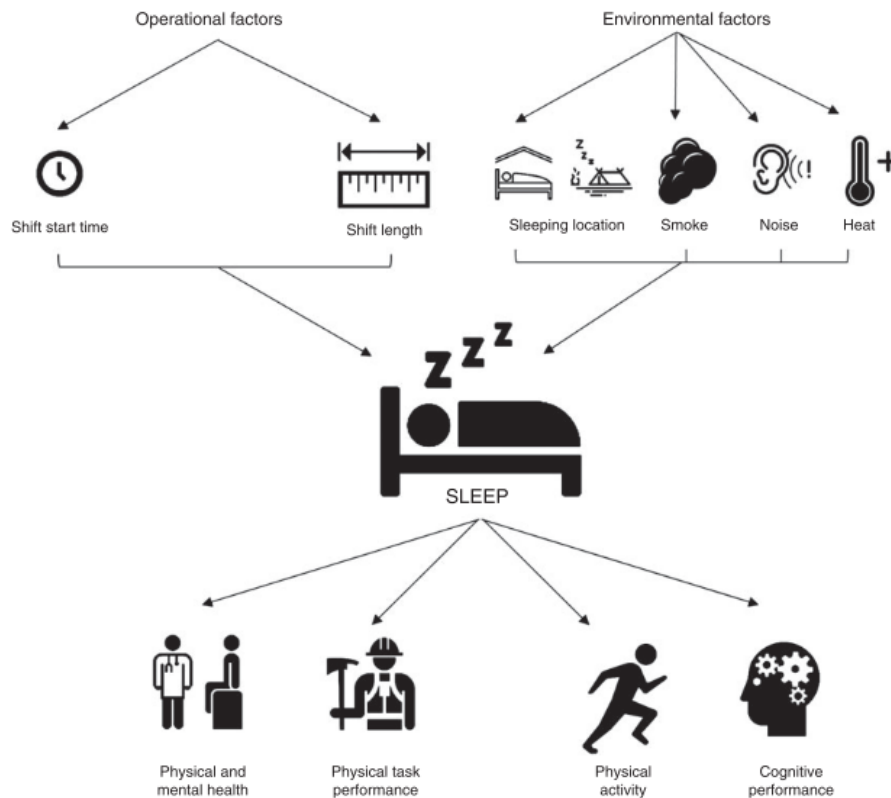 Operational factors
Environmental factors
z
z
z
!
+
Shift start time
Shift length
Sleeping location
Smoke
Noise
Heat
z
z
z
SLEEP
Physical and
mental health
Physical task
performance
Physical
activity
Cognitive
performance